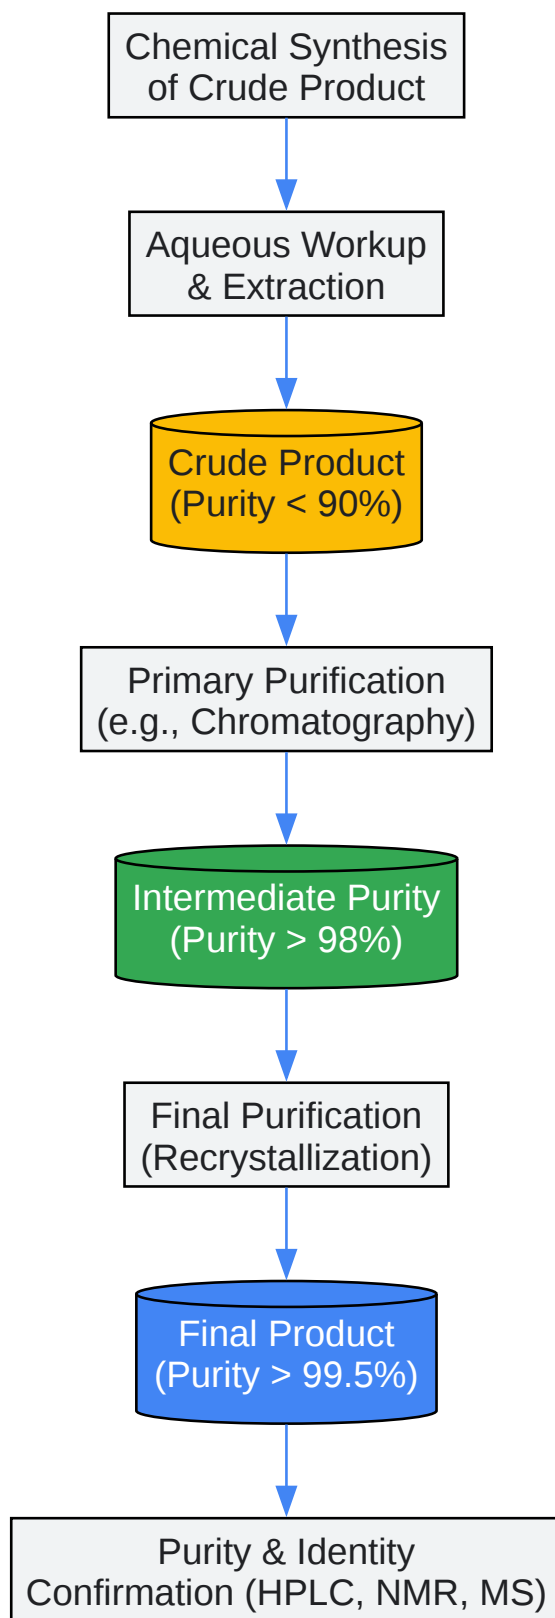 Chemical Synthesis
of Crude Product
Aqueous Workup
& Extraction
Crude Product
(Purity < 90%)
Primary Purification
(e.g., Chromatography)
Intermediate Purity
(Purity > 98%)
Final Purification
(Recrystallization)
Final Product
(Purity > 99.5%)
Purity & Identity
Confirmation (HPLC, NMR, MS)